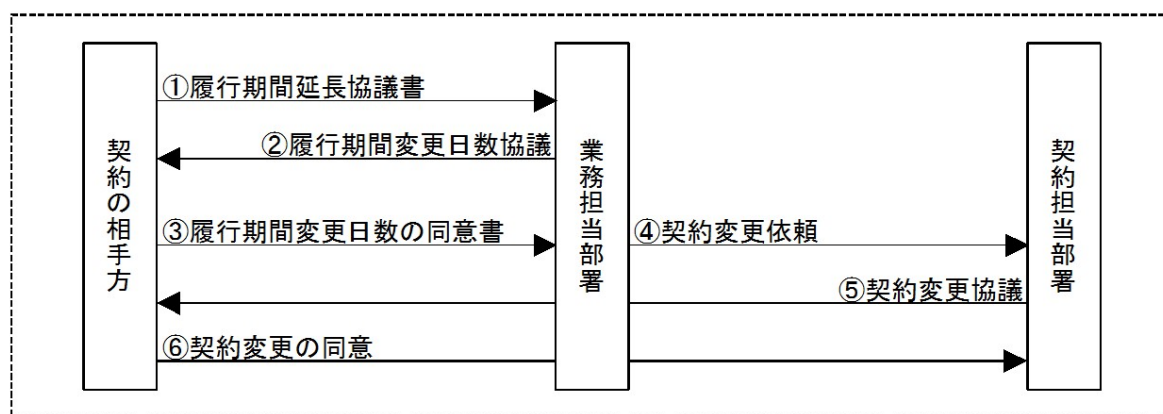 ①履行期間延長協議書
②履行期間変更日数協議
契約の相手方
業務担当部署
契約担当部署
③履行期間変更日数の同意書
④契約変更依頼
⑤契約変更協議
⑥契約変更の同意